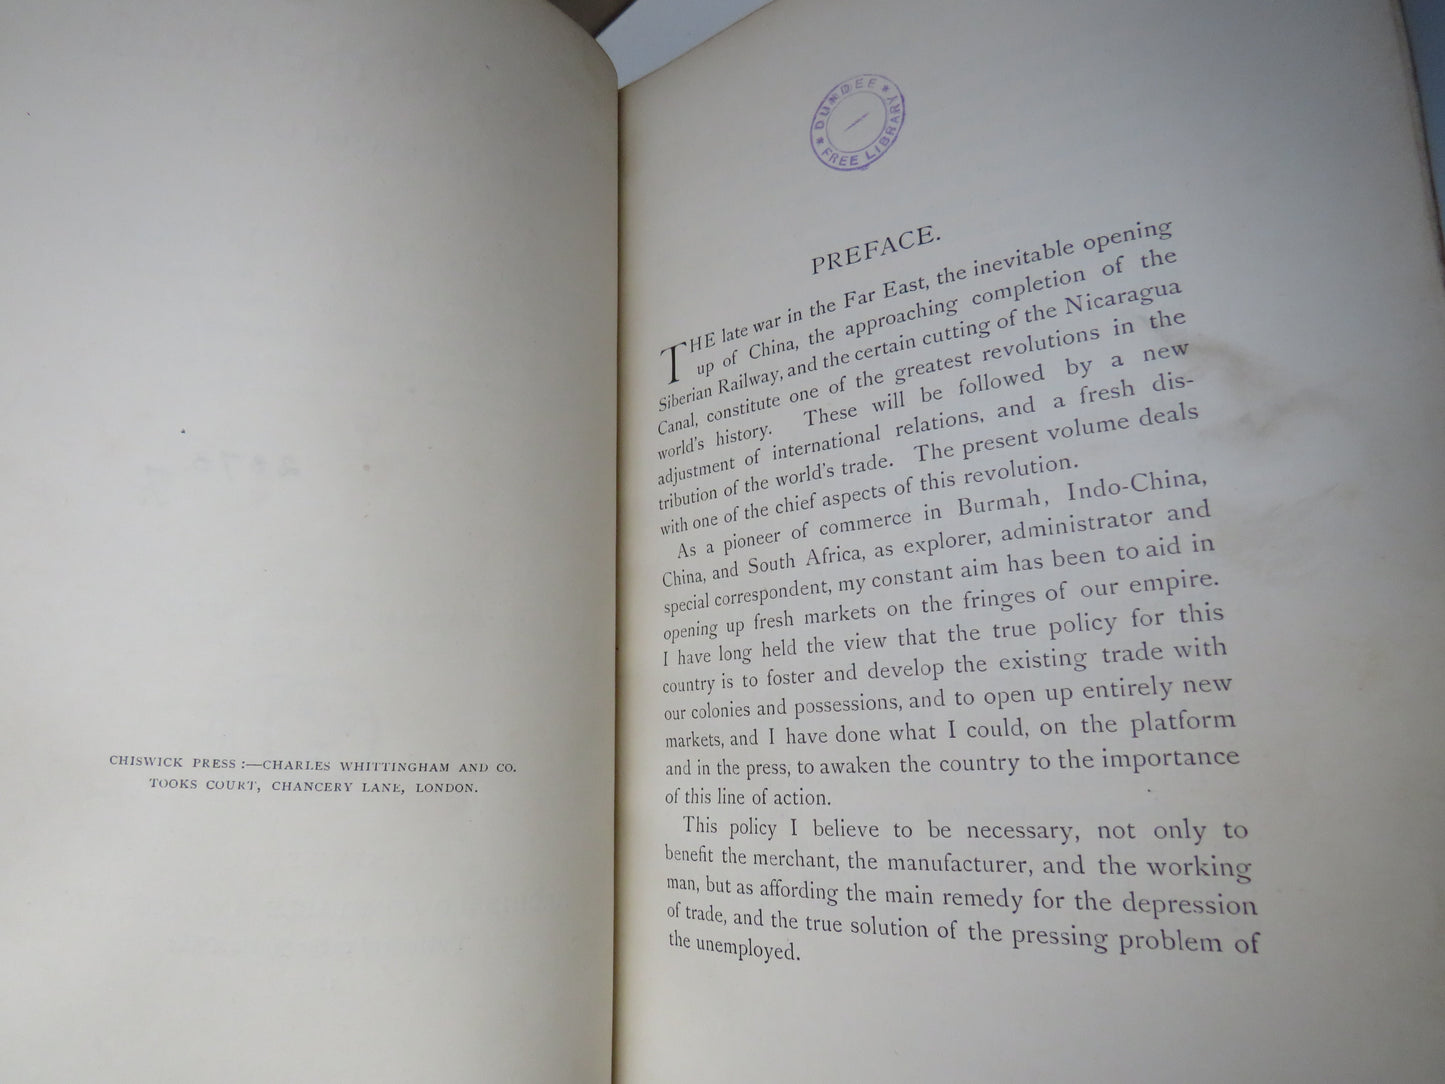 CHISWICK PRESS:—CHARLES WHITTINGHAM AND CO.
TOOKS COURT, CHANCERY LANE, LONDON.
* DUNDEE *
FREE LIBRARY
PREFACE.
THE late war in the Far East, the inevitable opening
up of China, the approaching completion of the
Siberian Railway, and the certain cutting of the Nicaragua
Canal, constitute one of the greatest revolutions in the
world's history. These will be followed by a new
adjustment of international relations, and a fresh dis-
tribution of the world's trade. The present volume deals
with one of the chief aspects of this revolution.
As a pioneer of commerce in Burmah, Indo-China,
China, and South Africa, as explorer, administrator and
special correspondent, my constant aim has been to aid in
opening up fresh markets on the fringes of our empire.
I have long held the view that the true policy for this
country is to foster and develop the existing trade with
our colonies and possessions, and to open up entirely new
markets, and I have done what I could, on the platform
and in the press, to awaken the country to the importance
of this line of action.
This policy I believe to be necessary, not only to
benefit the merchant, the manufacturer, and the working
man, but as affording the main remedy for the depression
of trade, and the true solution of the pressing problem of
the unemployed.